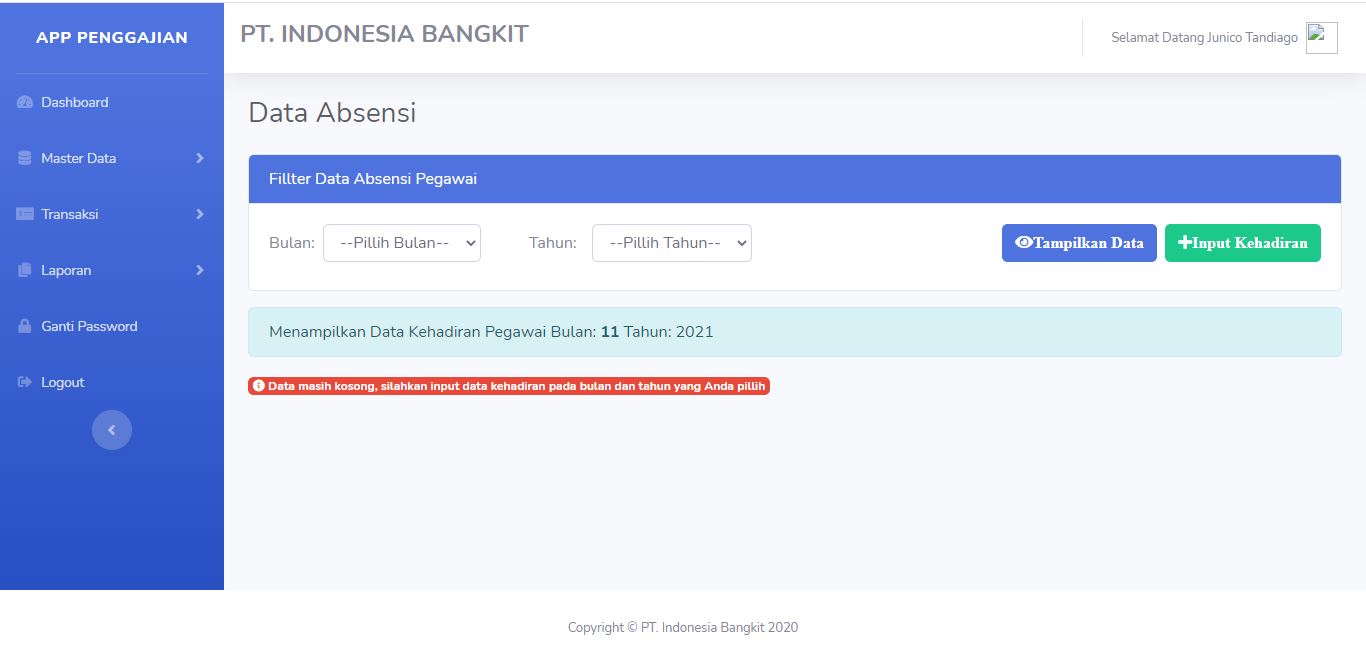 APP PENGGAJIAN
PT. INDONESIA BANGKIT
Selamat Datang Junico Tandiago
Dashboard
Master Data
Transaksi
Laporan
Ganti Password
Logout
Data Absensi
Fillter Data Absensi Pegawai
Bulan: --Pillih Bulan-- Tahun: --Pillih Tahun-- Tampilkan Data Input Kehadiran
Menampilkan Data Kehadiran Pegawai Bulan: 11 Tahun: 2021
Data masih kosong, silahkan input data kehadiran pada bulan dan tahun yang Anda pillih
Copyright © PT. Indonesia Bangkit 2020